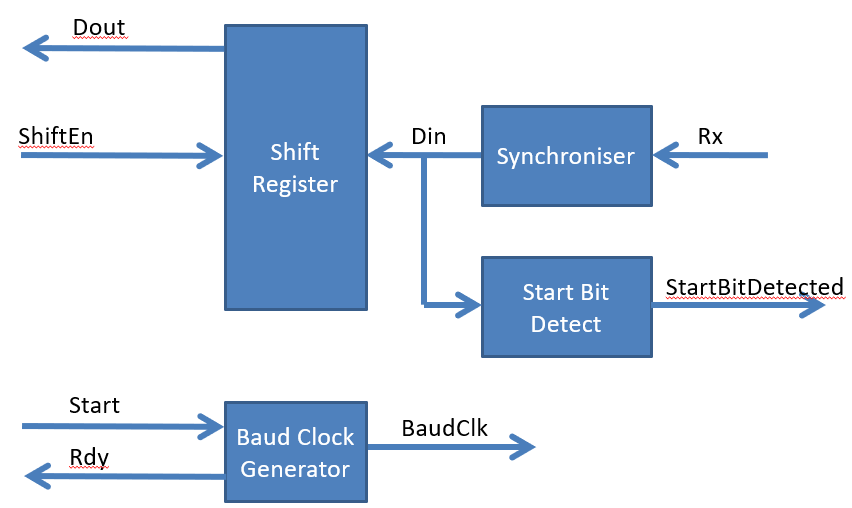 Dout
ShiftEn
Shift
Register
Din
Synchroniser
Rx
Start Bit
Detect
StartBitDetected
Start
Rdy
Baud Clock
Generator
BaudClk